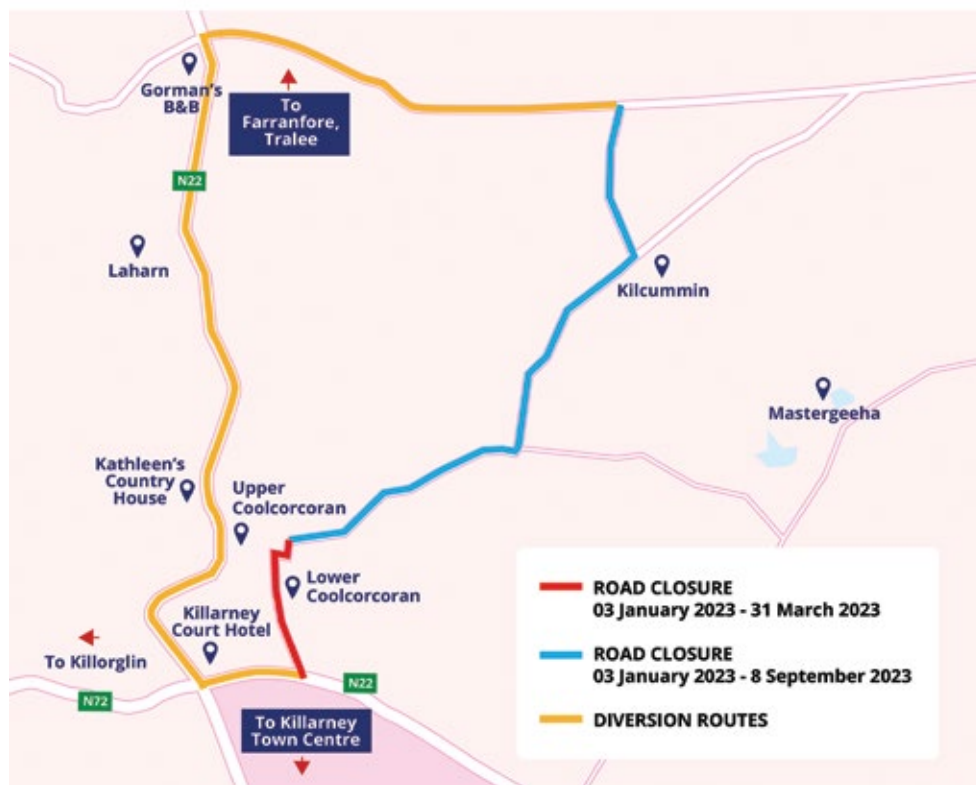 Gorman's
B&B
To
Farranfore,
Tralee
N22
Laharn
Kilcummin
Mastergeeha
Kathleen's
Country
House
Upper
Coolcorcoran
Lower
Coolcorcoran
Killarney
Court Hotel
To Killorglin
N72
N22
To Killarney
Town Centre
ROAD CLOSURE
03 January 2023 - 31 March 2023
ROAD CLOSURE
03 January 2023 - 8 September 2023
DIVERSION ROUTES